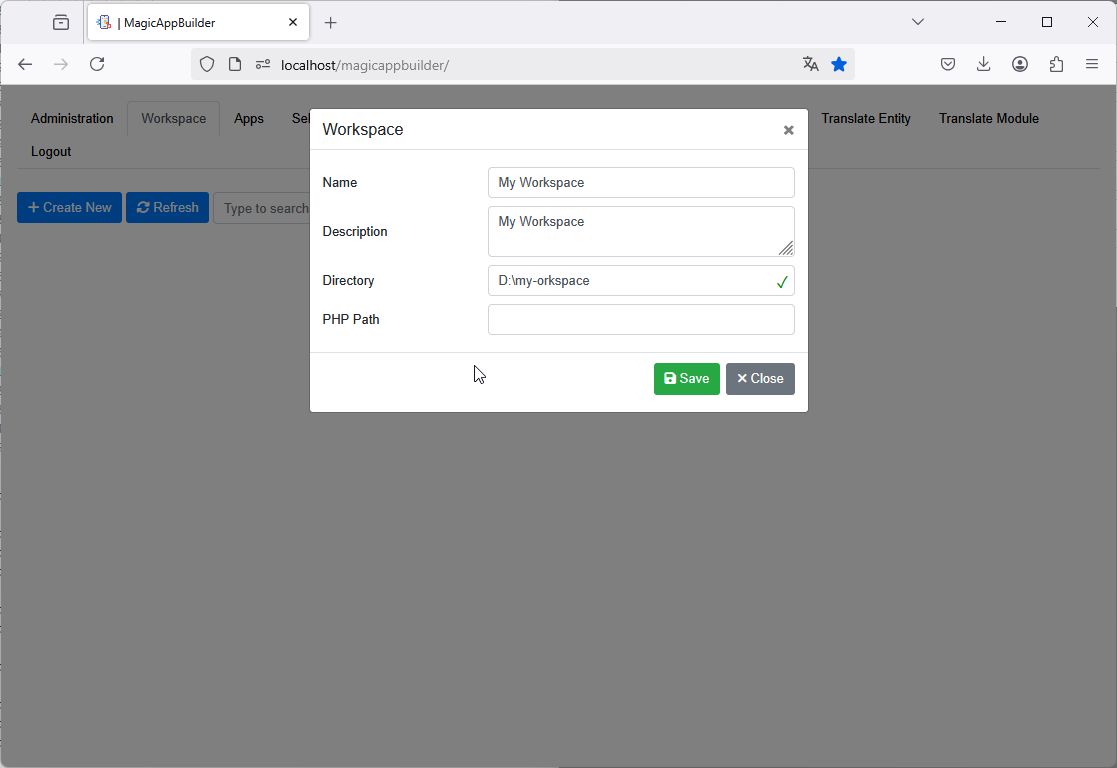 | MagicAppBuilder
localhost/magicappbuilder/
Administration Workspace Apps Translate Entity Translate Module
Logout
Create New Refresh Type to search
Workspace
Name My Workspace
Description My Workspace
Directory D:\my-orkspace
PHP Path
Save Close